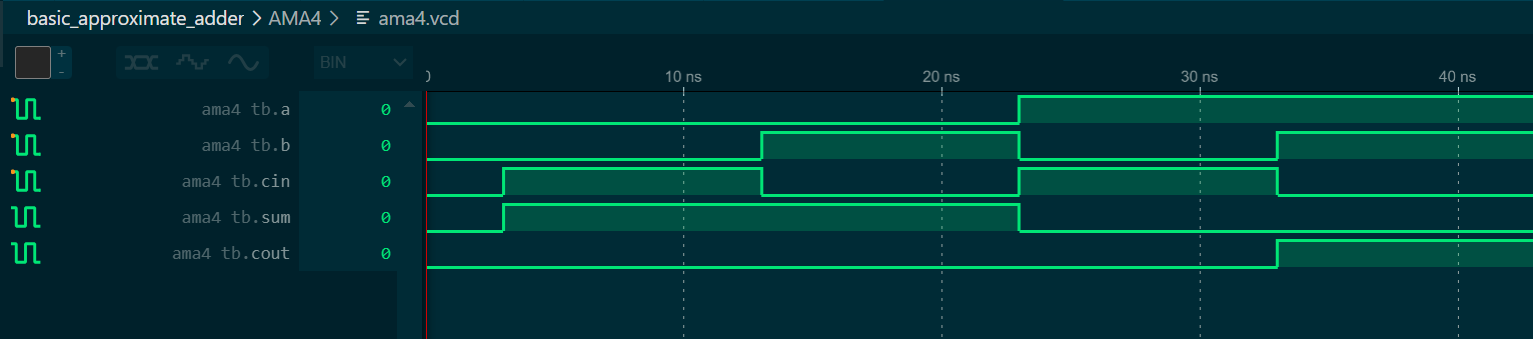 basic_approximate_adder > AMA4 > ama4.vcd
+
-
BIN
0 10 ns 20 ns 30 ns 40 ns
ama4 tb.a 0
ama4 tb.b 0
ama4 tb.cin 0
ama4 tb.sum 0
ama4 tb.cout 0